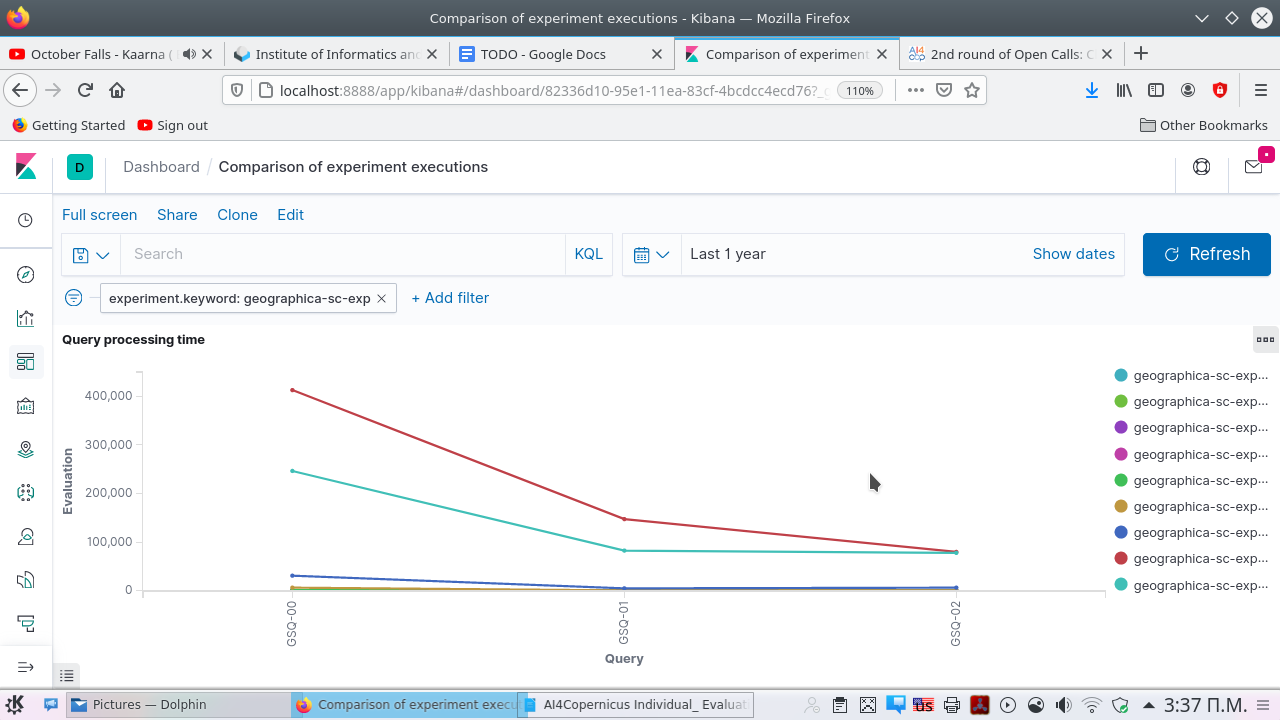 Comparison of experiment executions - Kibana — Mozilla Firefox
October Falls - Kaarna (
Institute of Informatics and
TODO - Google Docs
Comparison of experiment
2nd round of Open Calls: C
localhost:8888/app/kibana#/dashboard/82336d10-95e1-11ea-83cf-4bcdcc4ecd76?_g
110%
Getting Started
Sign out
Other Bookmarks
D
Dashboard / Comparison of experiment executions
Full screen Share Clone Edit
Search
KQL
Last 1 year
Show dates
Refresh
experiment.keyword: geographica-sc-exp
+ Add filter
Query processing time
Evaluation
400,000
300,000
200,000
100,000
0
GSQ-00
GSQ-01
GSQ-02
Query
geographica-sc-exp...
geographica-sc-exp...
geographica-sc-exp...
geographica-sc-exp...
geographica-sc-exp...
geographica-sc-exp...
geographica-sc-exp...
geographica-sc-exp...
geographica-sc-exp...
Pictures — Dolphin
Comparison of experiment execu
AI4Copernicus Individual_ Evaluat
us
3:37 Π.Μ.